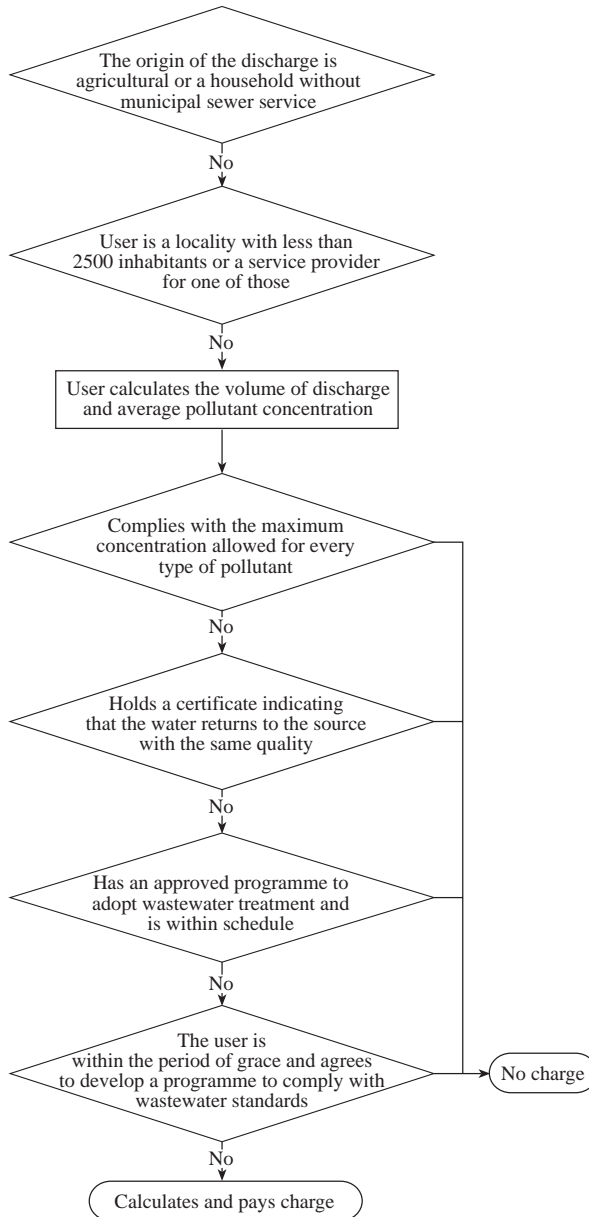 The origin of the discharge is
agricultural or a household without
municipal sewer service
No
User is a locality with less than
2500 inhabitants or a service provider
for one of those
No
User calculates the volume of discharge
and average pollutant concentration
Complies with the maximum
concentration allowed for every
type of pollutant
No
Holds a certificate indicating
that the water returns to the source
with the same quality
No
Has an approved programme to
adopt wastewater treatment and
is within schedule
No
The user is
within the period of grace and agrees
to develop a programme to comply with
wastewater standards
No charge
No
Calculates and pays charge